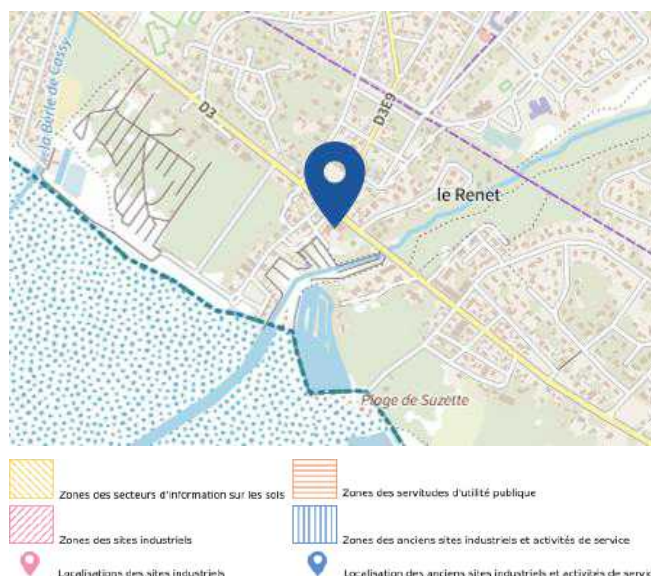 la Berle de Cassy
D3
D3E9
le Renet
Plage de Suzette
Zones des secteurs d'information sur les sols
Zones des servitudes d'utilité publique
Zones des sites industriels
Zones des anciens sites industriels et activités de service
Localisations des sites industriels
Localisation des anciens sites industriels et activités de servic